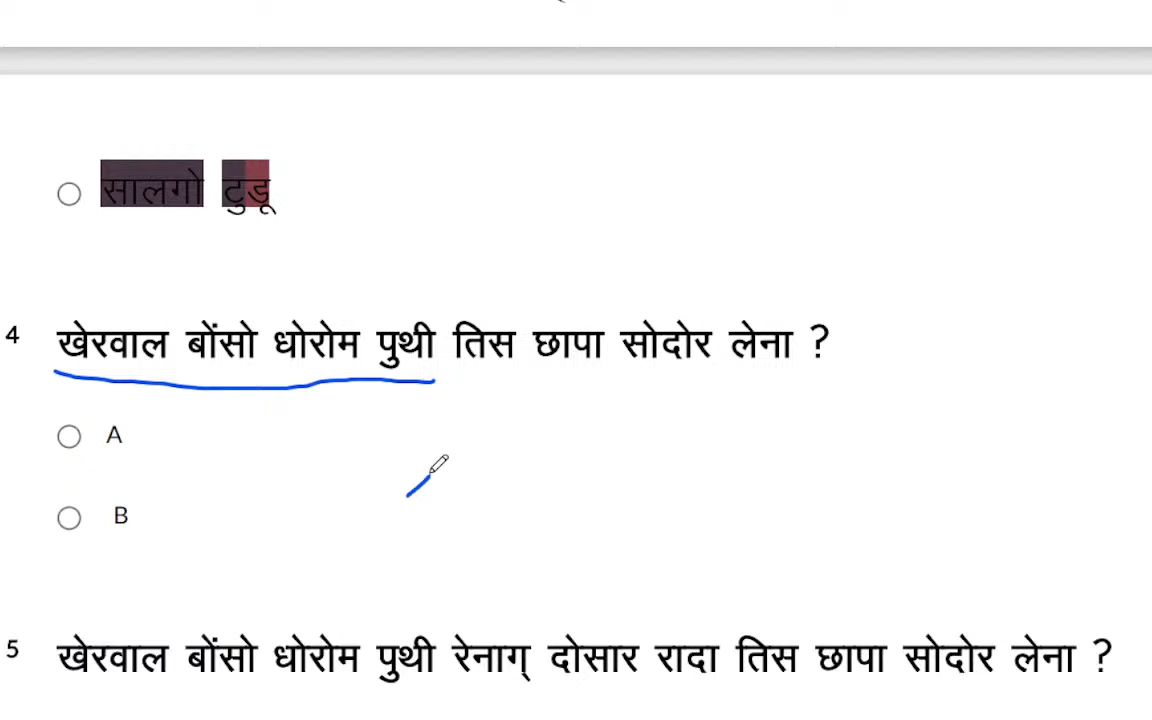 सालगो टुडू
4 खेरवाल बोंसो धोरोम पुथी तिस छापा सोदोर लेना ?
A
B
5 खेरवाल बोंसो धोरोम पुथी रेनाग् दोसार रादा तिस छापा सोदोर लेना ?